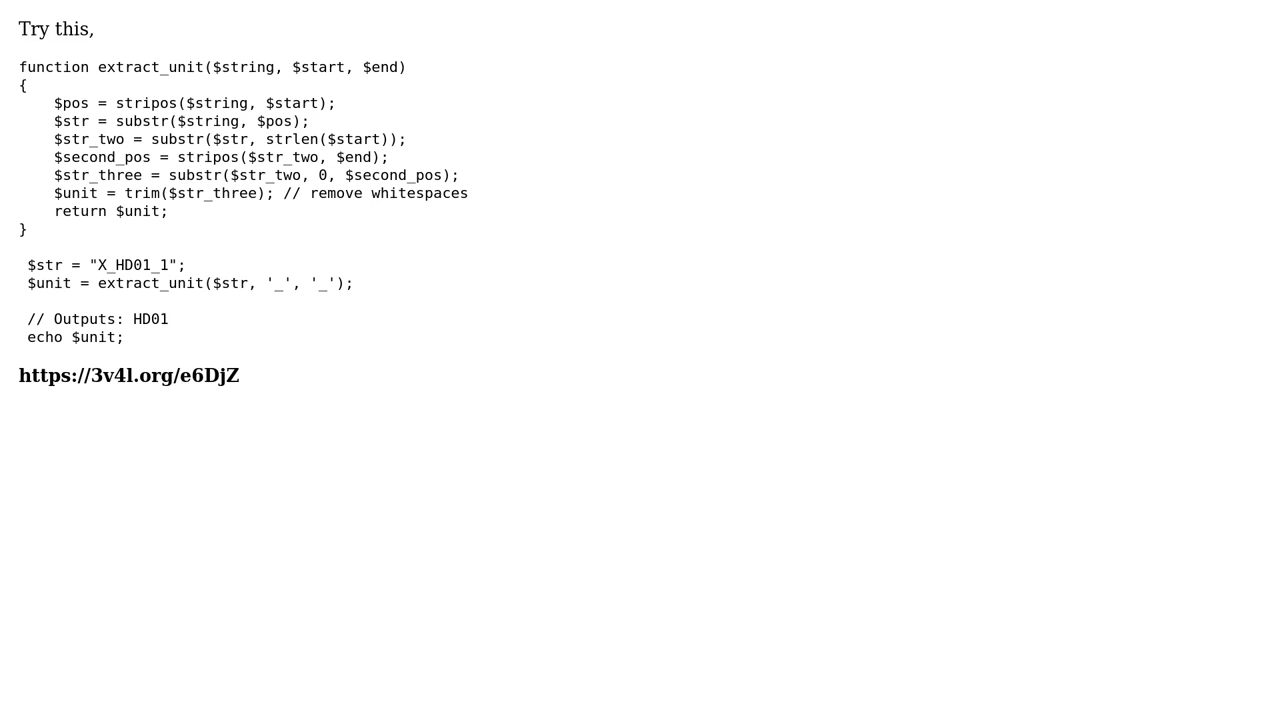 Try this,
function extract_unit($string, $start, $end)
{
    $pos = stripos($string, $start);
    $str = substr($string, $pos);
    $str_two = substr($str, strlen($start));
    $second_pos = stripos($str_two, $end);
    $str_three = substr($str_two, 0, $second_pos);
    $unit = trim($str_three); // remove whitespaces
    return $unit;
}
 $str = "X_HD01_1";
 $unit = extract_unit($str, '_', '_');
 // Outputs: HD01
 echo $unit;
https://3v4l.org/e6DjZ